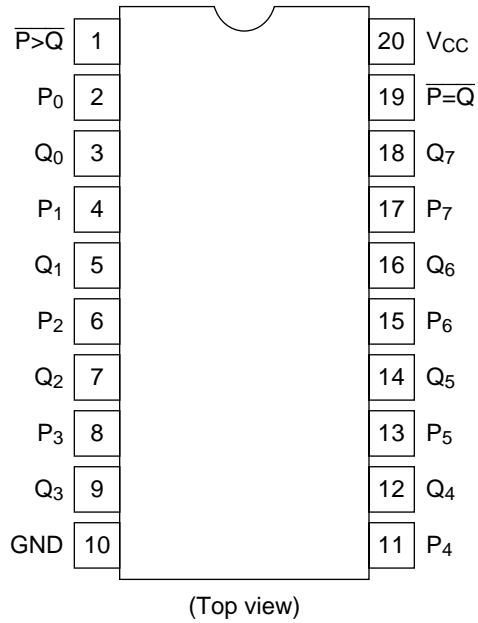 P̅>̅Q̅ 1 20 VCC
P0 2 19 P̅=̅Q̅
Q0 3 18 Q7
P1 4 17 P7
Q1 5 16 Q6
P2 6 15 P6
Q2 7 14 Q5
P3 8 13 P5
Q3 9 12 Q4
GND 10 11 P4
(Top view)